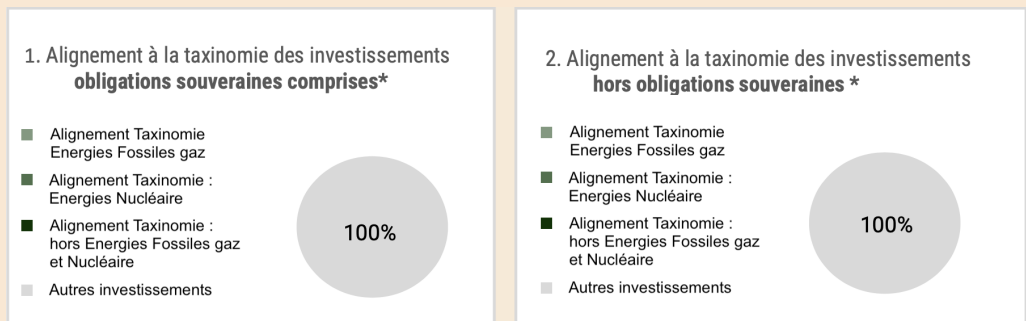 1. Alignement à la taxinomie des investissements
obligations souveraines comprises*
Alignement Taxinomie
Energies Fossiles gaz
Alignement Taxinomie :
Energies Nucléaire
Alignement Taxinomie :
hors Energies Fossiles gaz
et Nucléaire
Autres investissements
100%
2. Alignement à la taxinomie des investissements
hors obligations souveraines *
Alignement Taxinomie
Energies Fossiles gaz
Alignement Taxinomie :
Energies Nucléaire
Alignement Taxinomie :
hors Energies Fossiles gaz
et Nucléaire
Autres investissements
100%